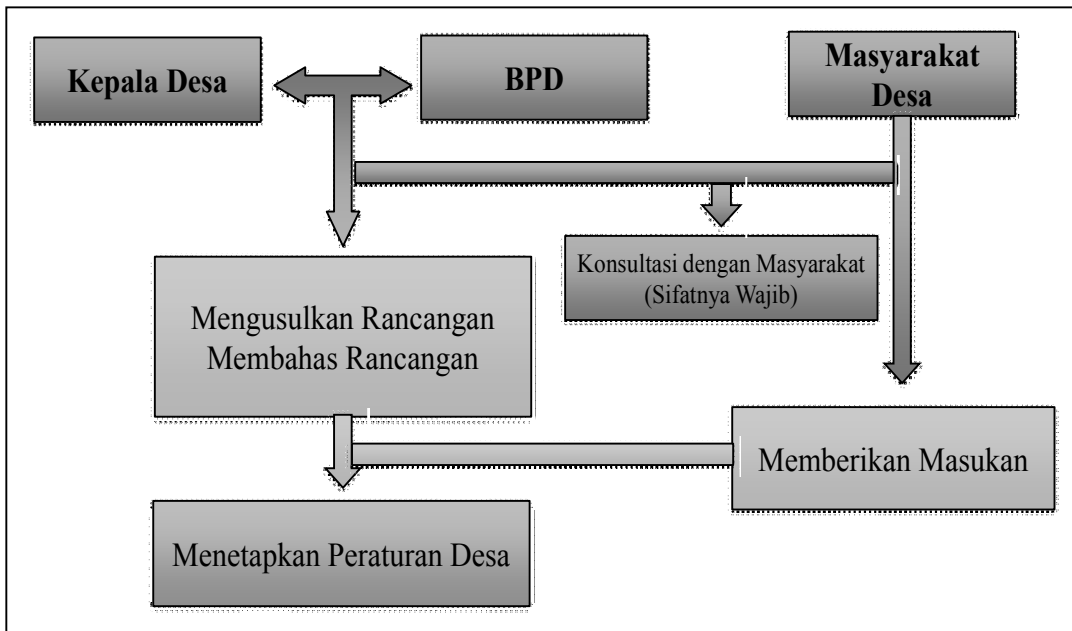 Kepala Desa
BPD
Masyarakat
Desa
Konsultasi dengan Masyarakat
(Sifatnya Wajib)
Mengusulkan Rancangan
Membahas Rancangan
Memberikan Masukan
Menetapkan Peraturan Desa